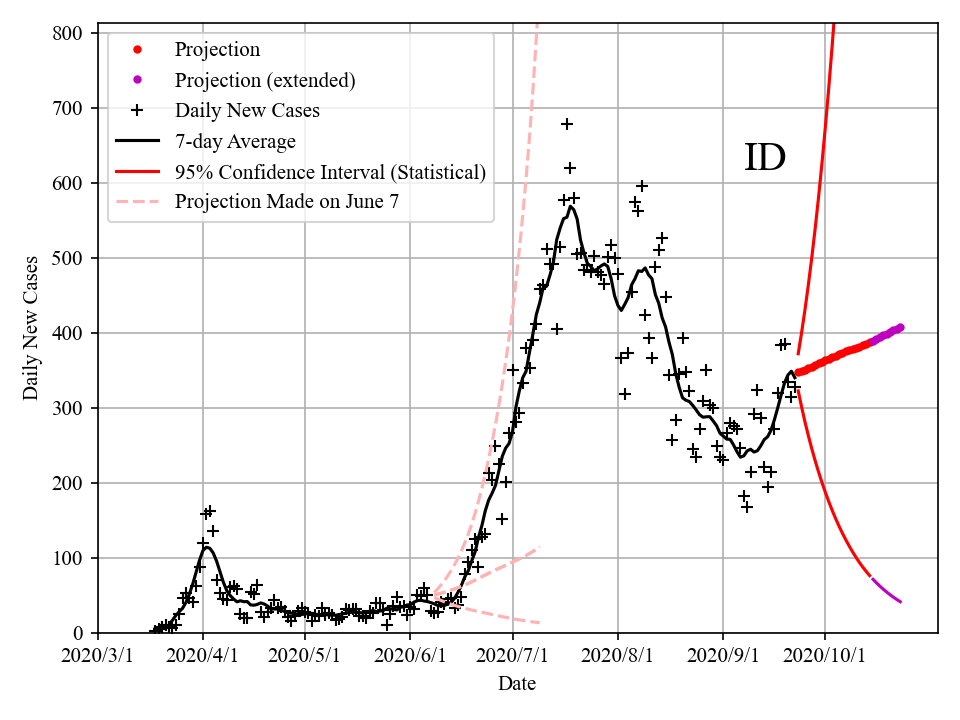 800
700
600
500
400
300
200
100
0
Daily New Cases
Projection
Projection (extended)
Daily New Cases
7-day Average
95% Confidence Interval (Statistical)
Projection Made on June 7
ID
2020/3/1 2020/4/1 2020/5/1 2020/6/1 2020/7/1 2020/8/1 2020/9/1 2020/10/1
Date